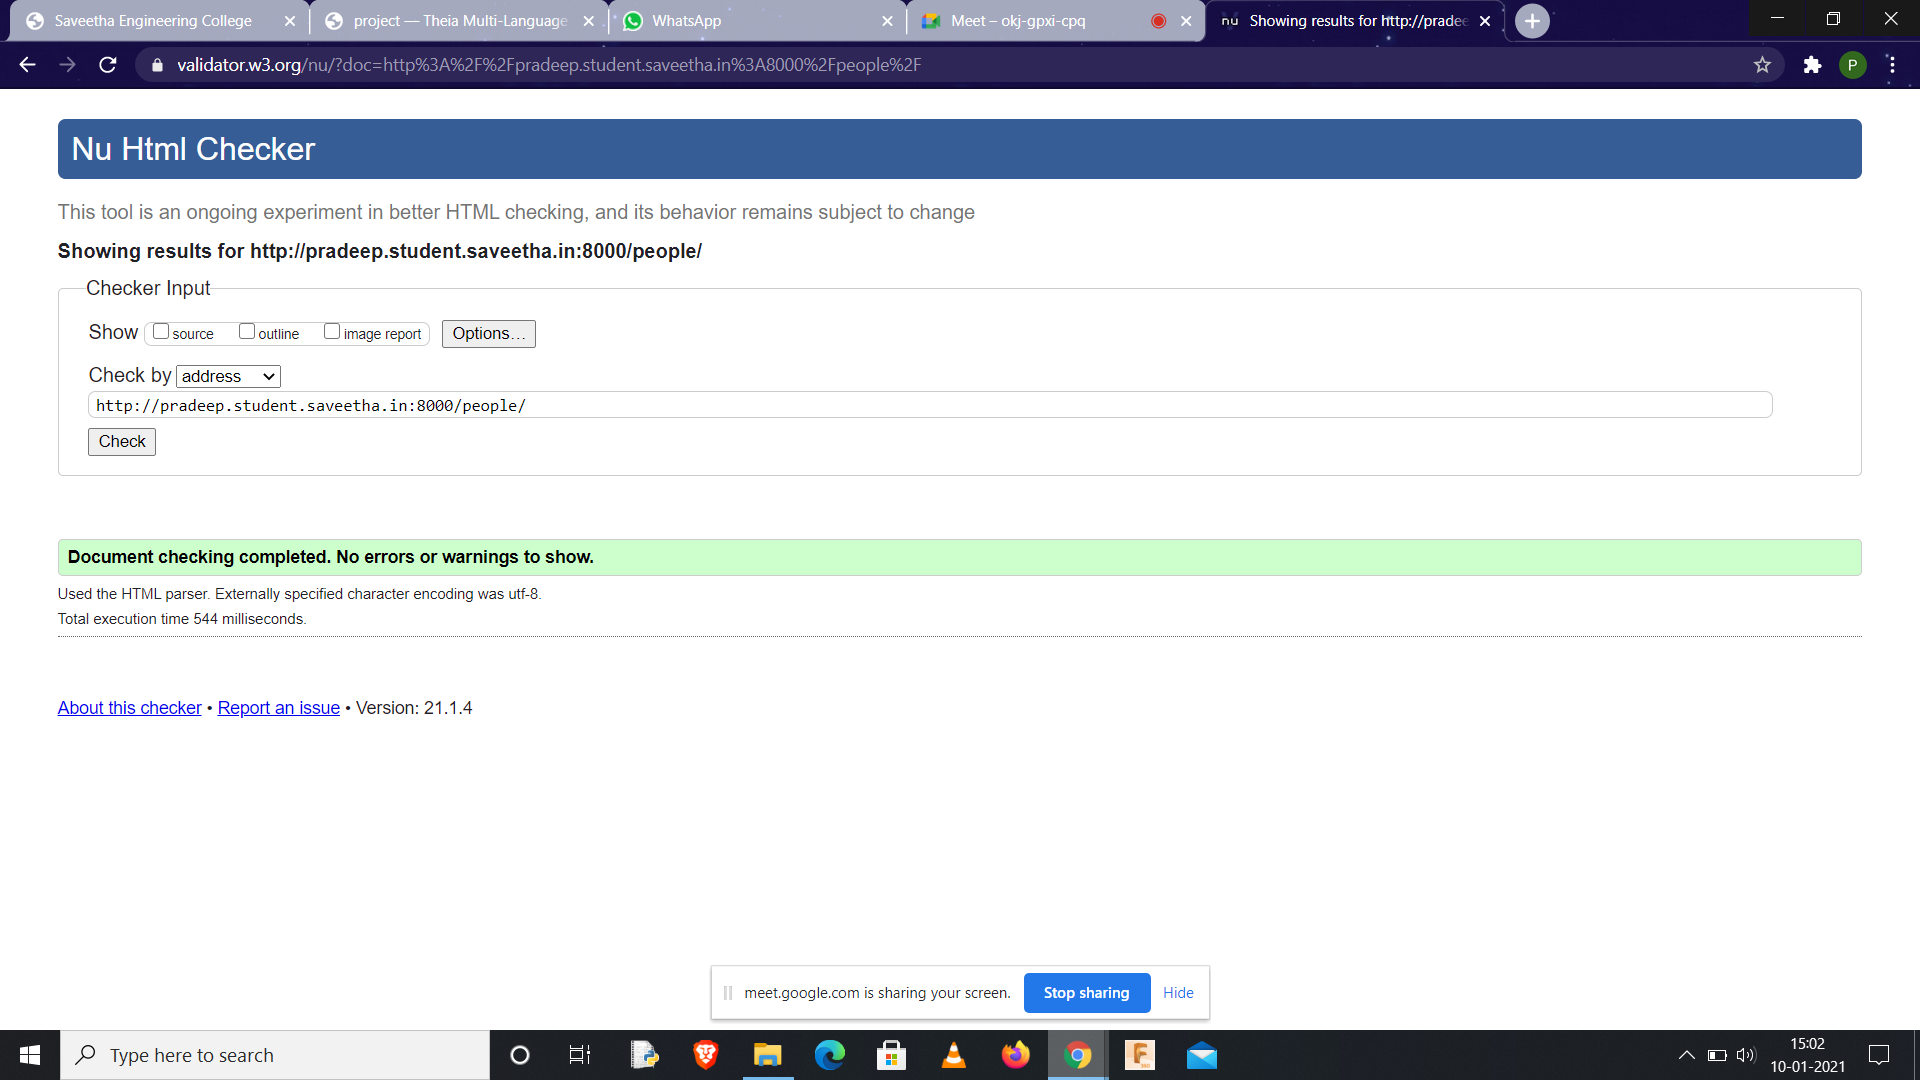 Saveetha Engineering College
project — Theia Multi-Language
WhatsApp
Meet – okj-gpxi-cpq
nu Showing results for http://pradee
validator.w3.org/nu/?doc=http%3A%2F%2Fpradeep.student.saveetha.in%3A8000%2Fpeople%2F
P
Nu Html Checker
This tool is an ongoing experiment in better HTML checking, and its behavior remains subject to change
Showing results for http://pradeep.student.saveetha.in:8000/people/
Checker Input
Show source outline image report Options…
Check by address
http://pradeep.student.saveetha.in:8000/people/
Check
Document checking completed. No errors or warnings to show.
Used the HTML parser. Externally specified character encoding was utf-8.
Total execution time 544 milliseconds.
About this checker • Report an issue • Version: 21.1.4
meet.google.com is sharing your screen. Stop sharing Hide
Type here to search
15:02
10-01-2021